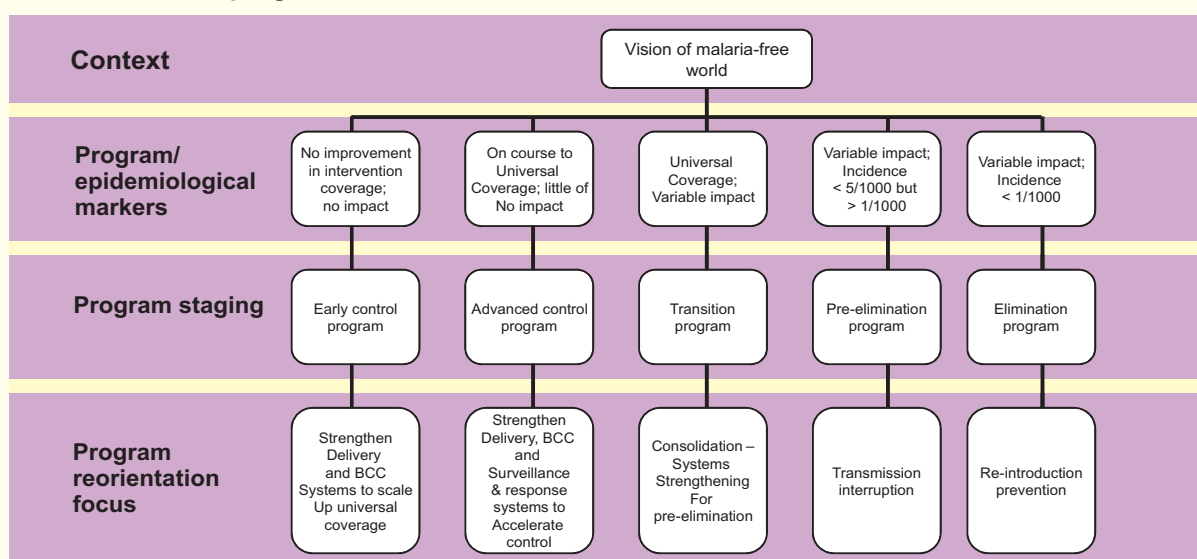 Context
Vision of malaria-free
world
Program/
epidemiological
markers
No improvement
in intervention
coverage;
no impact
On course to
Universal
Coverage; little of
No impact
Universal
Coverage;
Variable impact
Variable impact;
Incidence
< 5/1000 but
> 1/1000
Variable impact;
Incidence
< 1/1000
Program staging
Early control
program
Advanced control
program
Transition
program
Pre-elimination
program
Elimination
program
Program
reorientation
focus
Strengthen
Delivery
and BCC
Systems to scale
Up universal
coverage
Strengthen
Delivery, BCC
and
Surveillance
& response
systems to
Accelerate
control
Consolidation –
Systems
Strengthening
For
pre-elimination
Transmission
interruption
Re-introduction
prevention